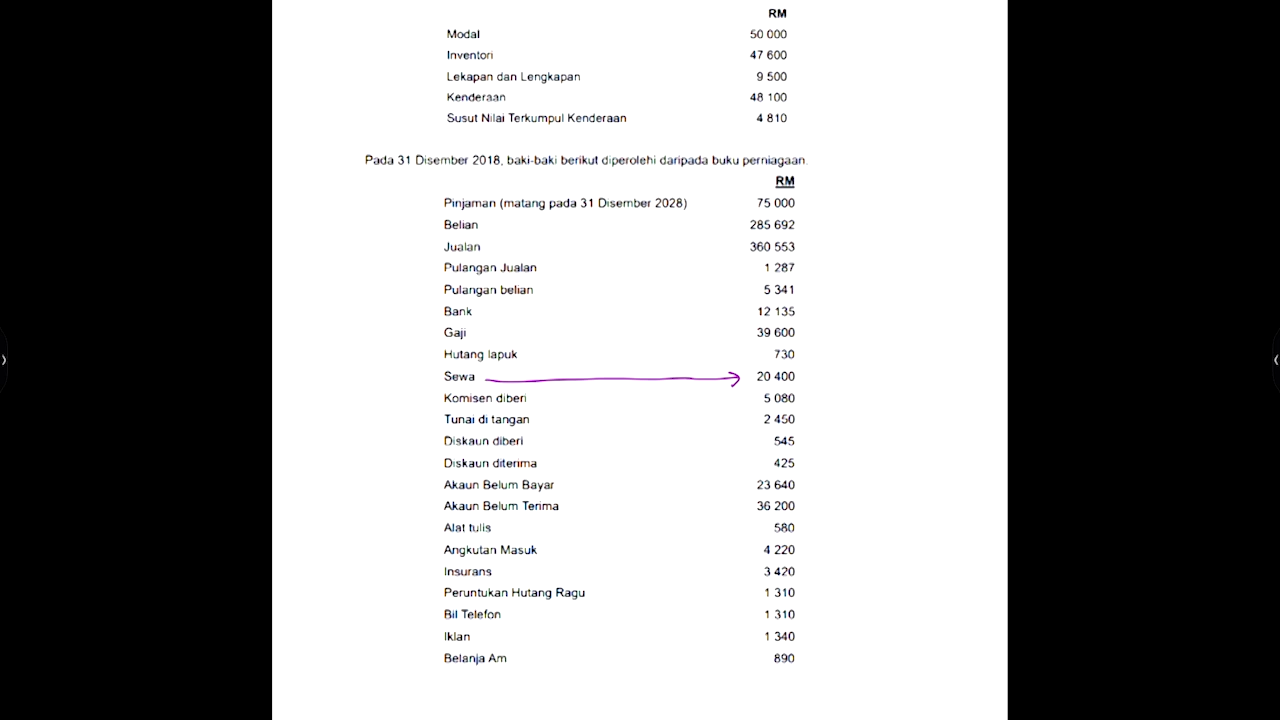 RM
Modal 50 000
Inventori 47 600
Lekapan dan Lengkapan 9 500
Kenderaan 48 100
Susut Nilai Terkumpul Kenderaan 4 810
Pada 31 Disember 2018, baki-baki berikut diperolehi daripada buku perniagaan.
RM
Pinjaman (matang pada 31 Disember 2028) 75 000
Belian 285 692
Jualan 360 553
Pulangan Jualan 1 287
Pulangan belian 5 341
Bank 12 135
Gaji 39 600
Hutang lapuk 730
Sewa 20 400
Komisen diberi 5 080
Tunai di tangan 2 450
Diskaun diberi 545
Diskaun diterima 425
Akaun Belum Bayar 23 640
Akaun Belum Terima 36 200
Alat tulis 580
Angkutan Masuk 4 220
Insurans 3 420
Peruntukan Hutang Ragu 1 310
Bil Telefon 1 310
Iklan 1 340
Belanja Am 890